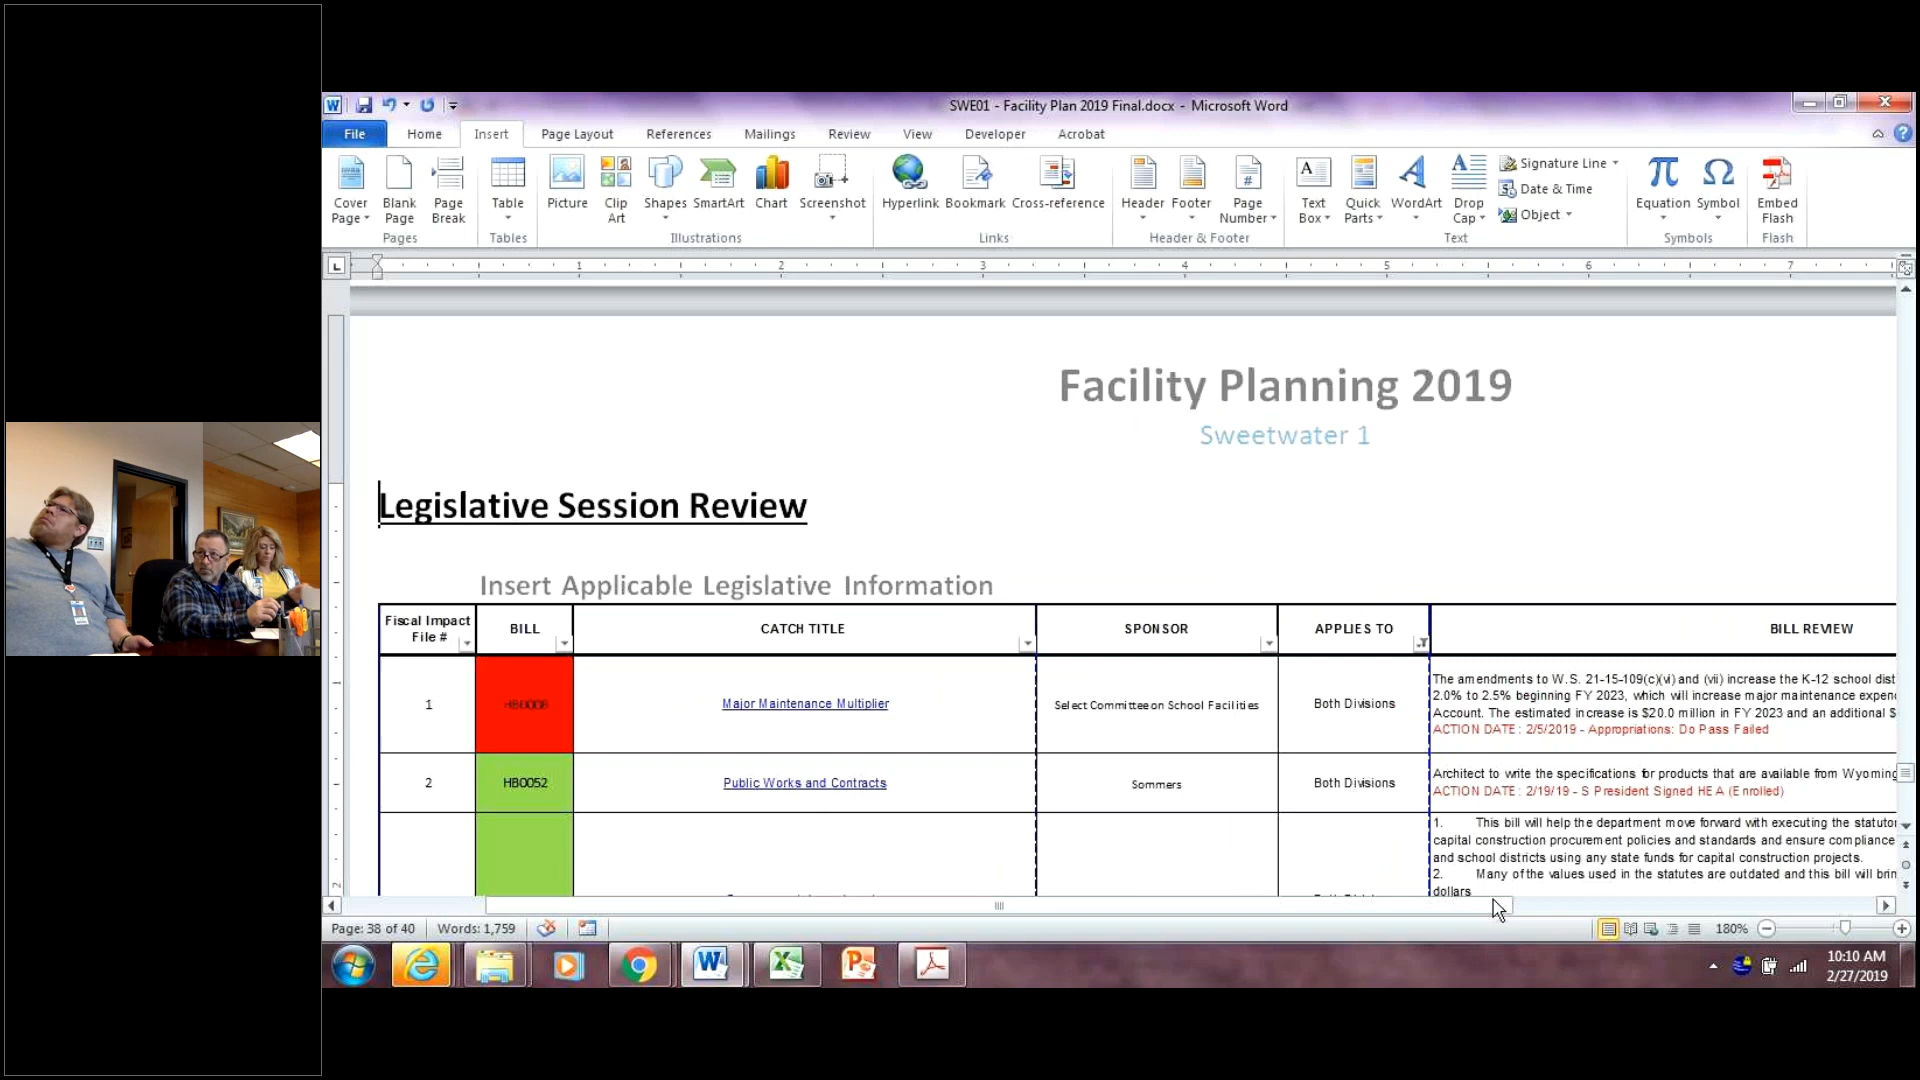 SWE01 - Facility Plan 2019 Final.docx - Microsoft Word
File Home Insert Page Layout References Mailings Review View Developer Acrobat
Cover Page
Blank Page
Page Break
Table
Picture
Clip Art
Shapes
SmartArt
Chart
Screenshot
Hyperlink
Bookmark
Cross-reference
Header
Footer
Page Number
Text Box
Quick Parts
WordArt
Drop Cap
Signature Line
Date & Time
Object
Equation
Symbol
Embed Flash
Pages Tables Illustrations Links Header & Footer Text Symbols Flash
1 2 3 4 5 6 7
Facility Planning 2019
Sweetwater 1
Legislative Session Review
Insert Applicable Legislative Information
Fiscal Impact File # BILL CATCH TITLE SPONSOR APPLIES TO BILL REVIEW
1 Major Maintenance Multiplier Select Committee on School Facilities Both Divisions
The amendments to W.S. 21-15-109(c)(vi) and (vii) increase the K-12 school dist
2.0% to 2.5% beginning FY 2023, which will increase major maintenance expen
Account. The estimated increase is $20.0 million in FY 2023 and an additional $
ACTION DATE: 2/5/2019 - Appropriations: Do Pass Failed
2 HB0052 Public Works and Contracts Sommers Both Divisions
Architect to write the specifications for products that are available from Wyoming
ACTION DATE: 2/19/19 - S President Signed HEA (Enrolled)
1. This bill will help the department move forward with executing the statutor
capital construction procurement policies and standards and ensure compliance
and school districts using any state funds for capital construction projects.
2. Many of the values used in the statutes are outdated and this bill will brin
dollars
Page: 38 of 40 Words: 1,759 180%
10:10 AM
2/27/2019